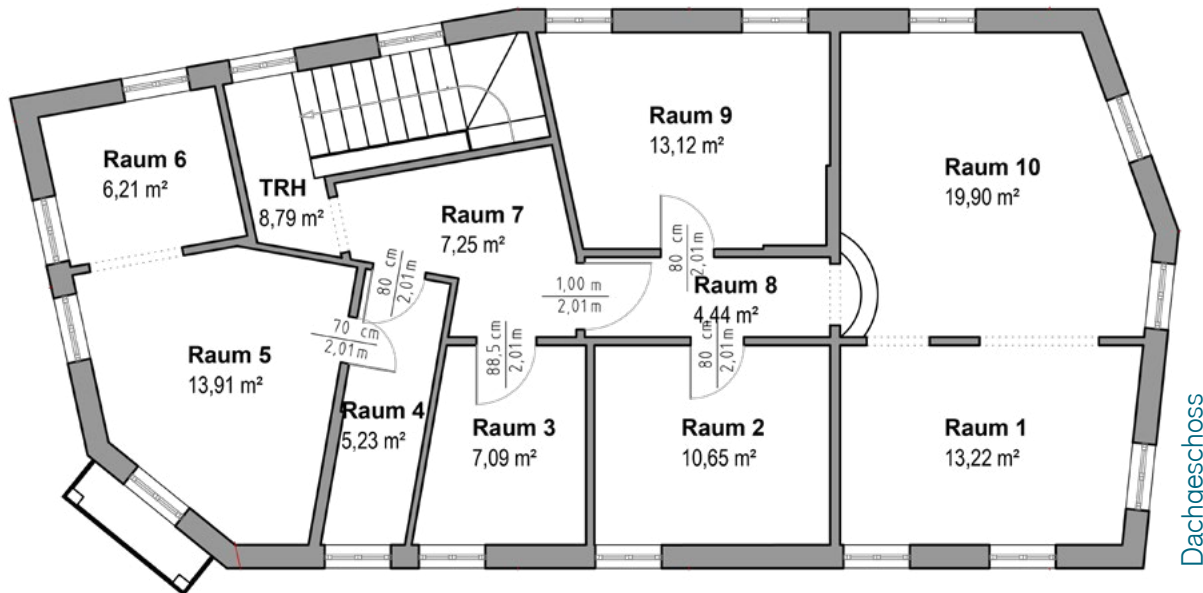 Raum 6
6,21 m²
TRH
8,79 m²
Raum 7
7,25 m²
Raum 9
13,12 m²
Raum 10
19,90 m²
80 cm
2,01 m
1,00 m
2,01 m
Raum 8
4,44 m²
80 cm
2,01 m
70 cm
2,01 m
Raum 5
13,91 m²
88,5 cm
2,01 m
80 cm
2,01 m
Raum 4
5,23 m²
Raum 3
7,09 m²
Raum 2
10,65 m²
Raum 1
13,22 m²
Dachgeschoss